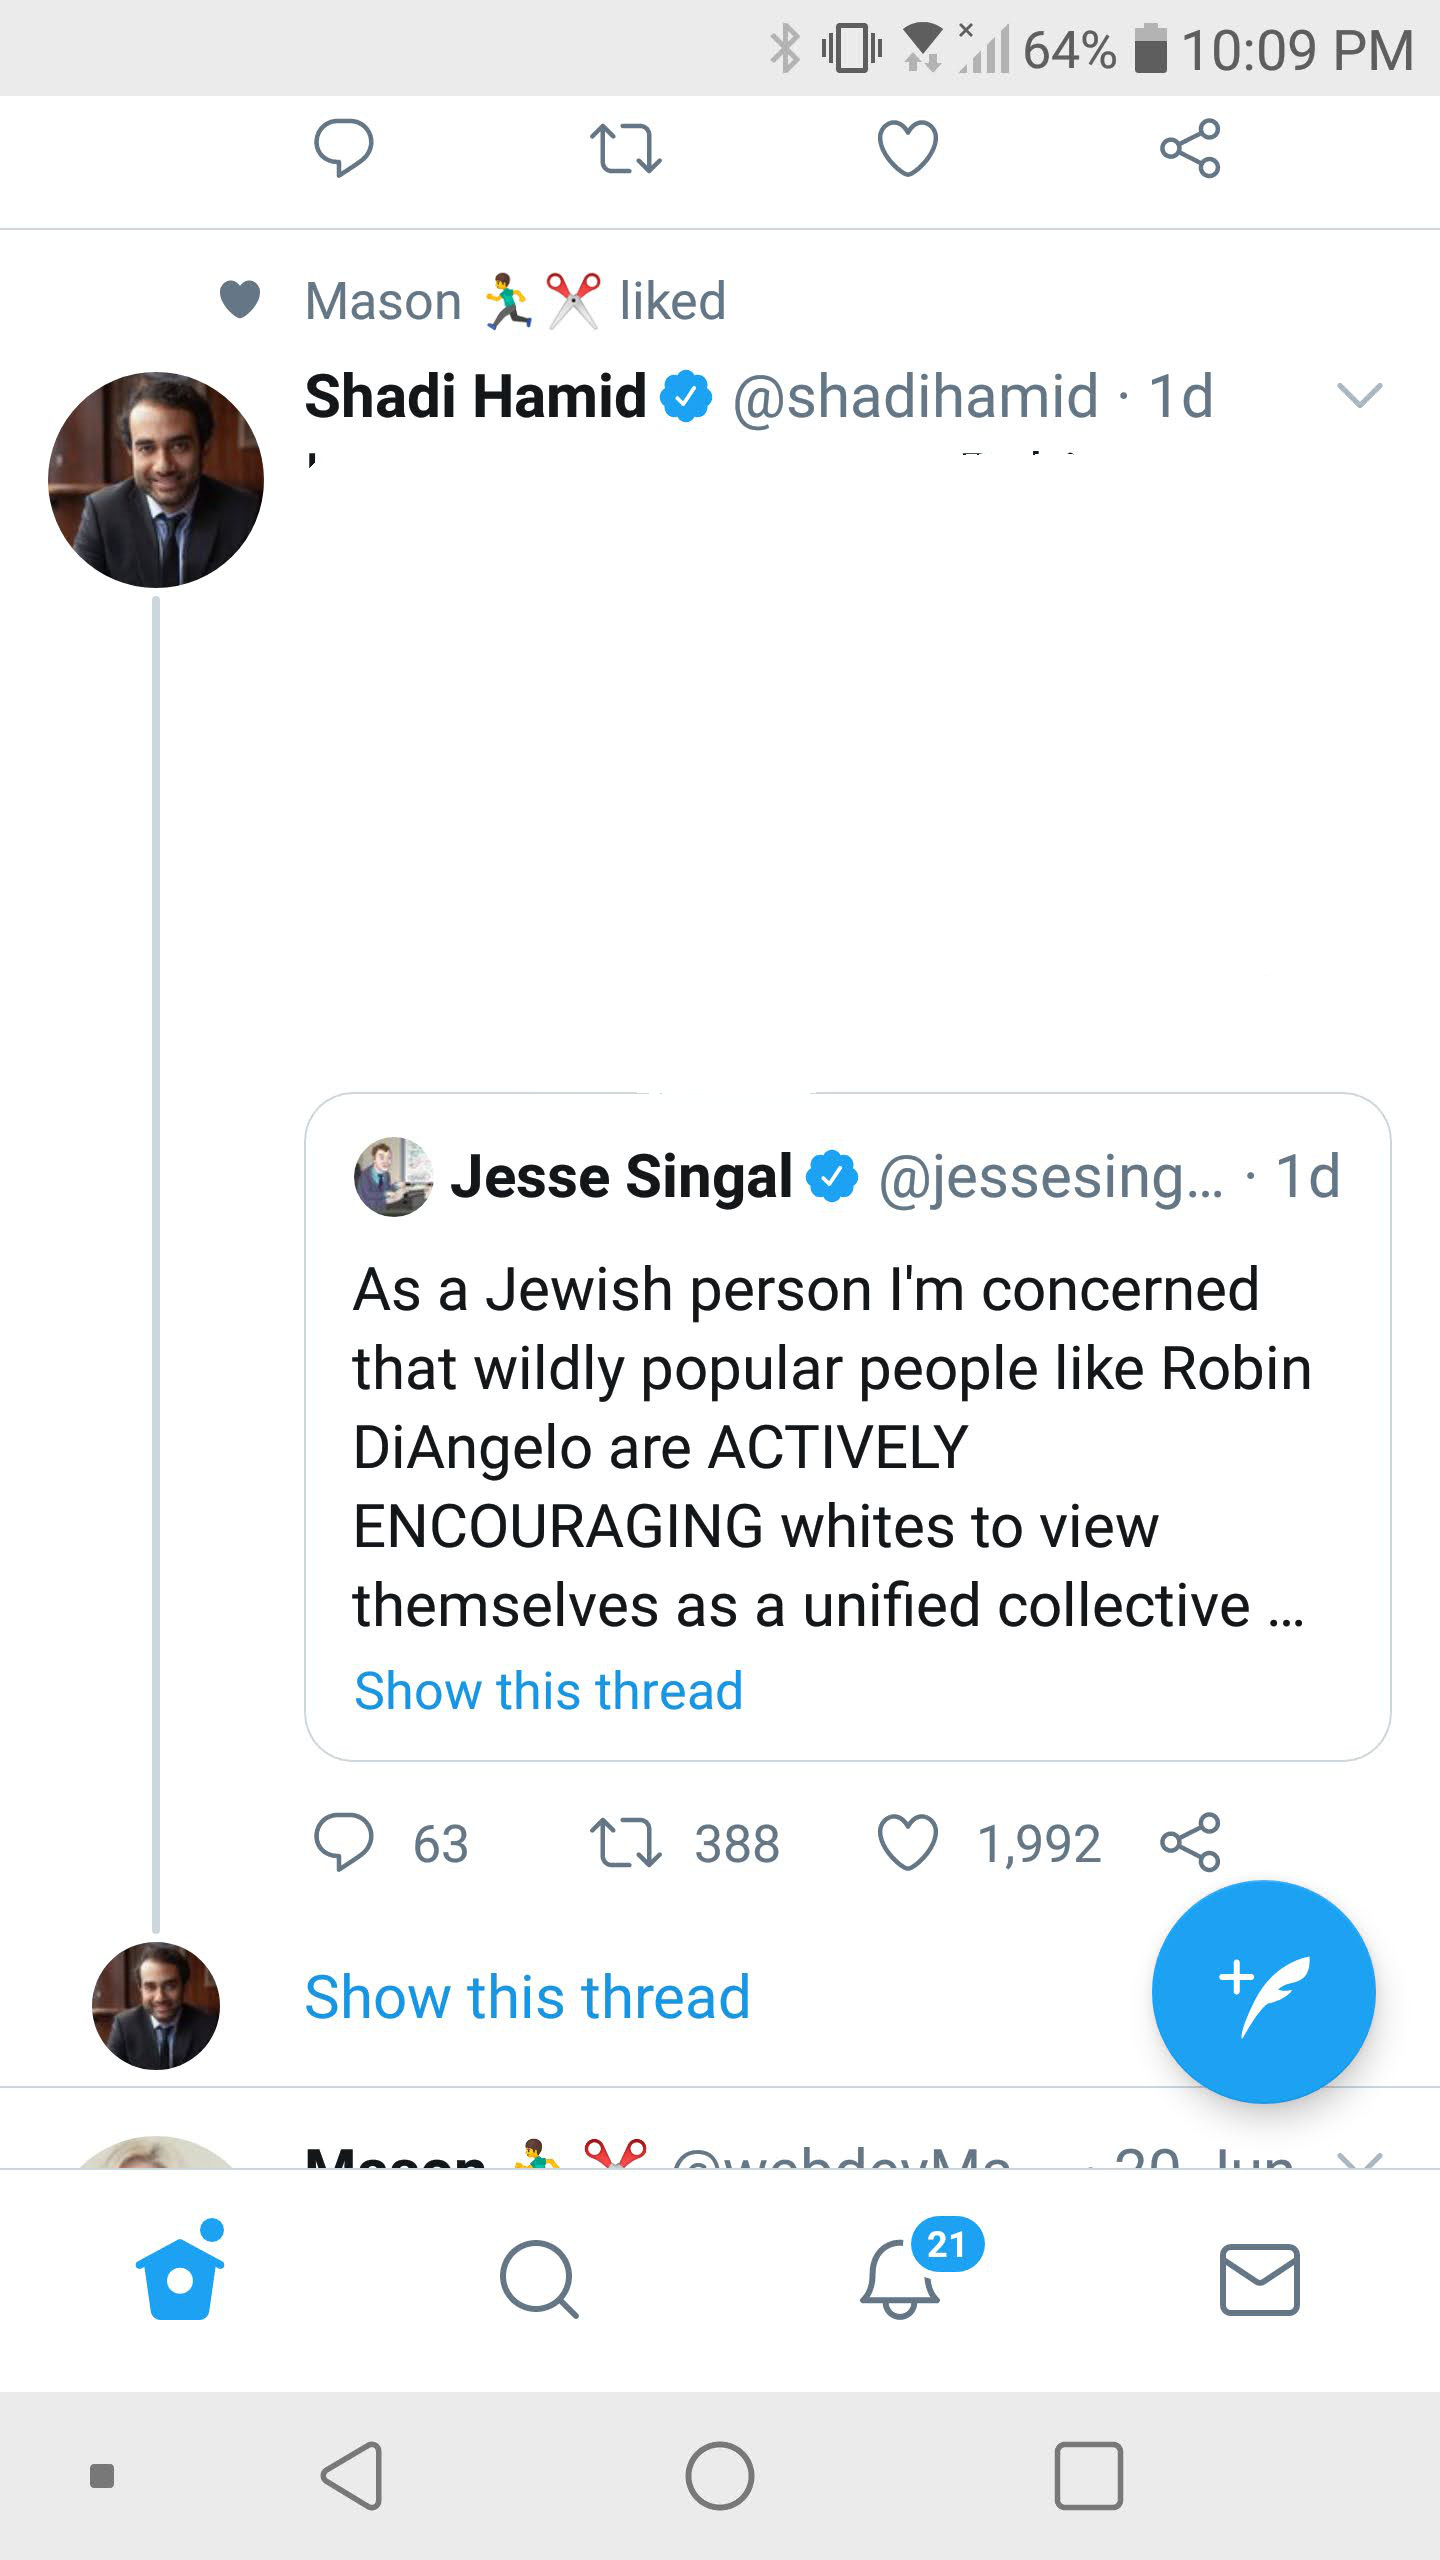 64% 10:09 PM
Mason 🏃‍♂️✂️ liked
Shadi Hamid @shadihamid · 1d
Jesse Singal @jessesing… · 1d
As a Jewish person I'm concerned
that wildly popular people like Robin
DiAngelo are ACTIVELY
ENCOURAGING whites to view
themselves as a unified collective …
Show this thread
63 388 1,992
Show this thread
Mason 🏃‍♂️✂️ @webdevMa… · 20 Jun
21